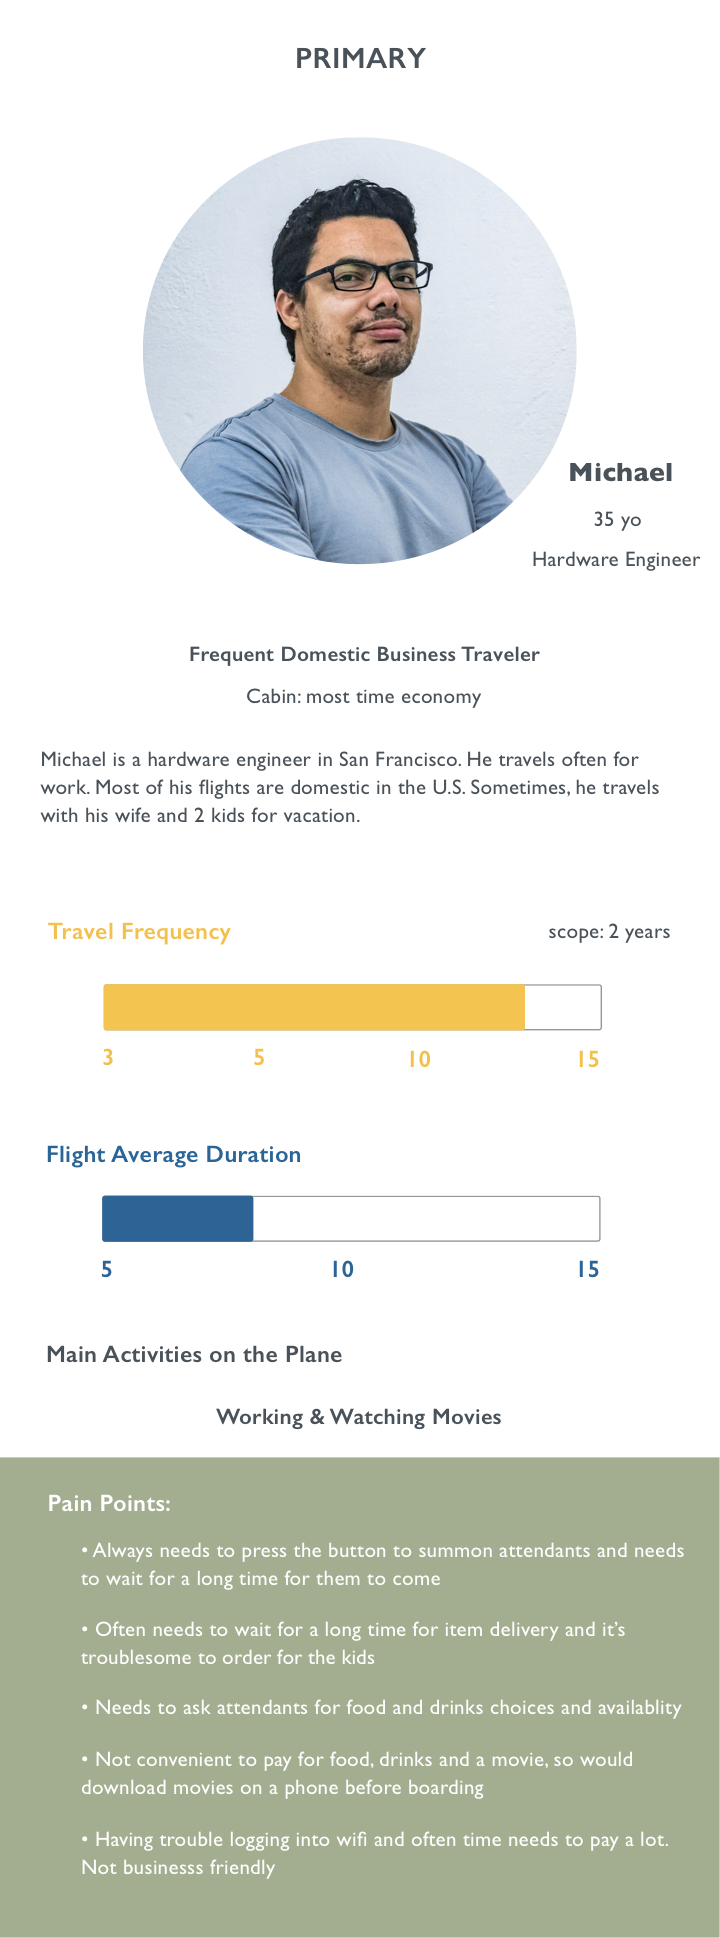 PRIMARY
Michael
35 yo
Hardware Engineer
Frequent Domestic Business Traveler
Cabin: most time economy
Michael is a hardware engineer in San Francisco. He travels often for
work. Most of his flights are domestic in the U.S. Sometimes, he travels
with his wife and 2 kids for vacation.
Travel Frequency
scope: 2 years
3 5 10 15
Flight Average Duration
5 10 15
Main Activities on the Plane
Working & Watching Movies
Pain Points:
• Always needs to press the button to summon attendants and needs
to wait for a long time for them to come
• Often needs to wait for a long time for item delivery and it’s
troublesome to order for the kids
• Needs to ask attendants for food and drinks choices and availablity
• Not convenient to pay for food, drinks and a movie, so would
download movies on a phone before boarding
• Having trouble logging into wifi and often time needs to pay a lot.
Not businesss friendly